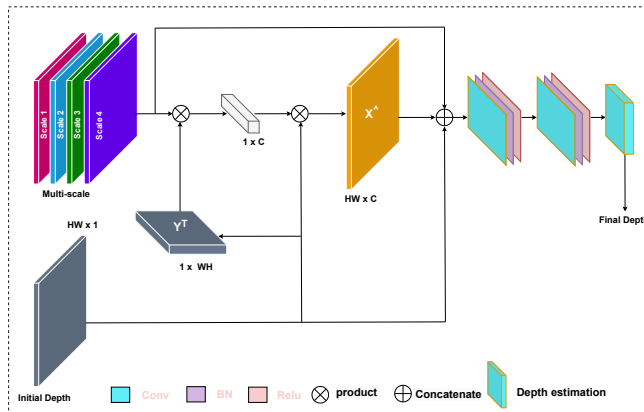 Scale 1
Scale 2
Scale 3
Scale 4
Multi-scale
1 x C
X^
HW x C
HW x 1
Y^T
1 x WH
Final Depth
Initial Depth
Conv
BN
Relu
product
Concatenate
Depth estimation